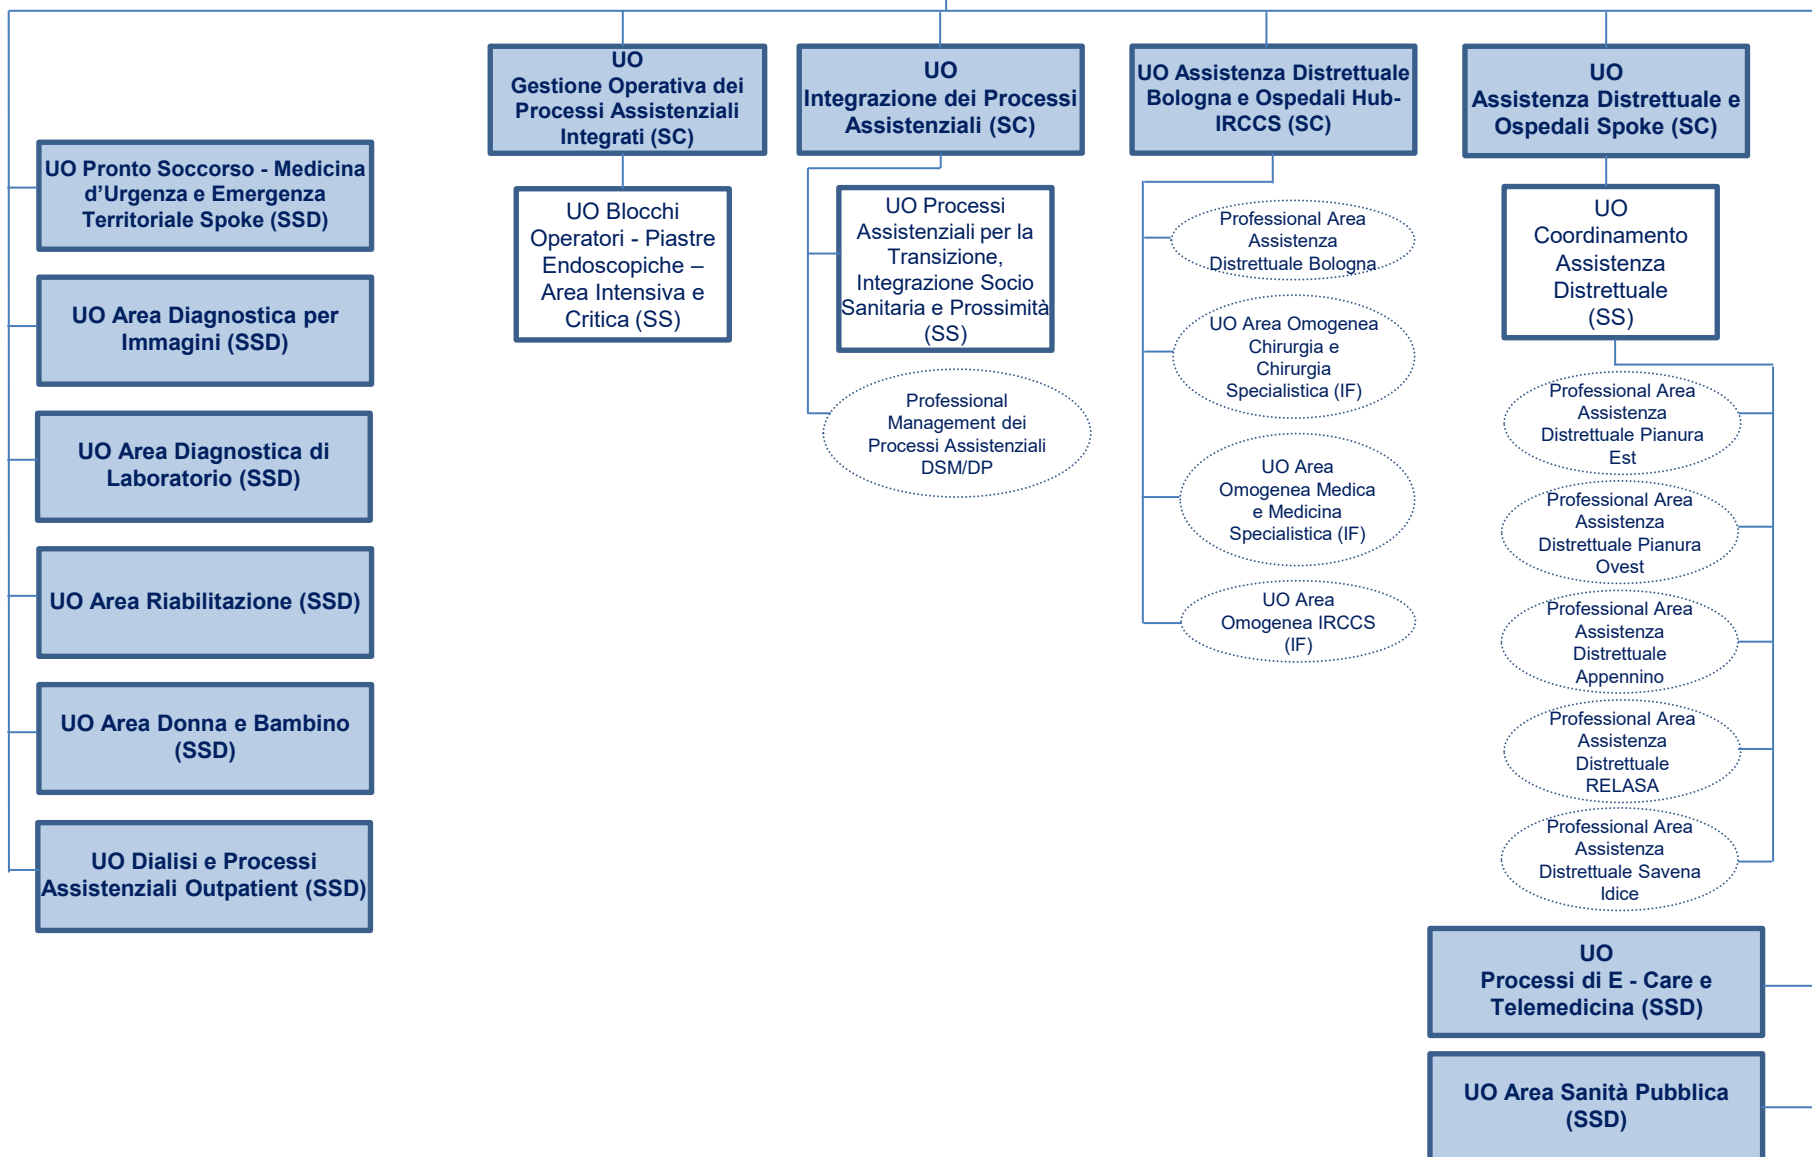 UO Pronto Soccorso - Medicina
d’Urgenza e Emergenza
Territoriale Spoke (SSD)
UO Area Diagnostica per
Immagini (SSD)
UO Area Diagnostica di
Laboratorio (SSD)
UO Area Riabilitazione (SSD)
UO Area Donna e Bambino
(SSD)
UO Dialisi e Processi
Assistenziali Outpatient (SSD)
UO
Gestione Operativa dei
Processi Assistenziali
Integrati (SC)
UO Blocchi
Operatori - Piastre
Endoscopiche –
Area Intensiva e
Critica (SS)
UO
Integrazione dei Processi
Assistenziali (SC)
UO Processi
Assistenziali per la
Transizione,
Integrazione Socio
Sanitaria e Prossimità
(SS)
Professional
Management dei
Processi Assistenziali
DSM/DP
UO Assistenza Distrettuale
Bologna e Ospedali Hub-
IRCCS (SC)
Professional Area
Assistenza
Distrettuale Bologna
UO Area Omogenea
Chirurgia e
Chirurgia
Specialistica (IF)
UO Area
Omogenea Medica
e Medicina
Specialistica (IF)
UO Area
Omogenea IRCCS
(IF)
UO
Assistenza Distrettuale e
Ospedali Spoke (SC)
UO
Coordinamento
Assistenza
Distrettuale
(SS)
Professional Area
Assistenza
Distrettuale Pianura
Est
Professional Area
Assistenza
Distrettuale Pianura
Ovest
Professional Area
Assistenza
Distrettuale
Appennino
Professional Area
Assistenza
Distrettuale
RELASA
Professional Area
Assistenza
Distrettuale Savena
Idice
UO
Processi di E - Care e
Telemedicina (SSD)
UO Area Sanità Pubblica
(SSD)